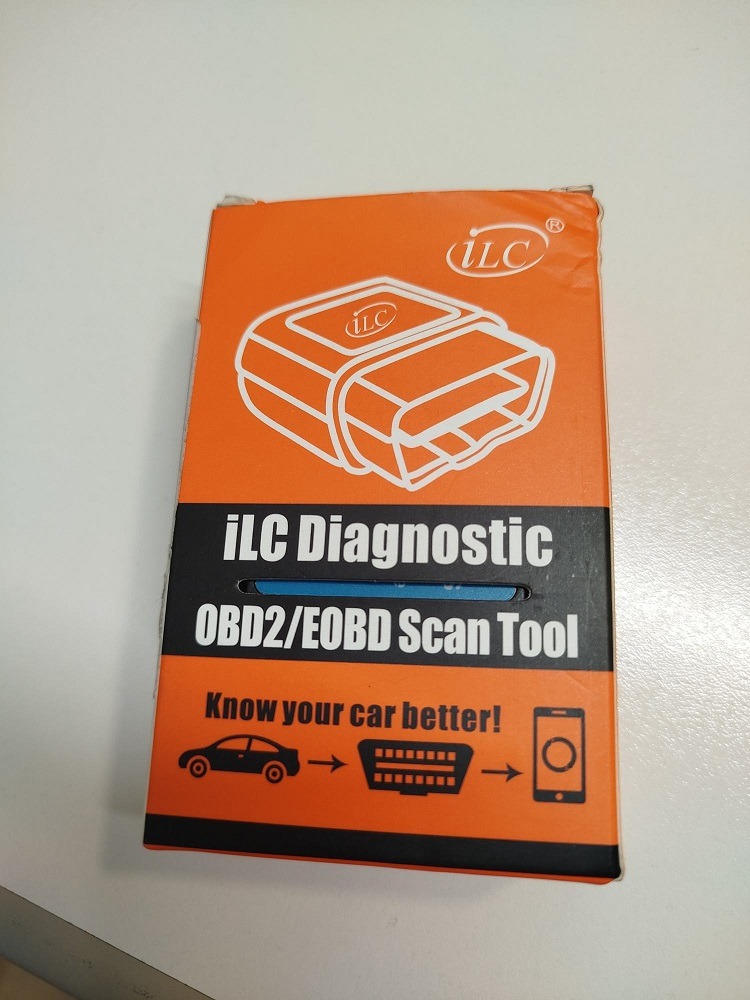 iLC®
iLC
iLC Diagnostic
OBD2/EOBD Scan Tool
Know your car better!